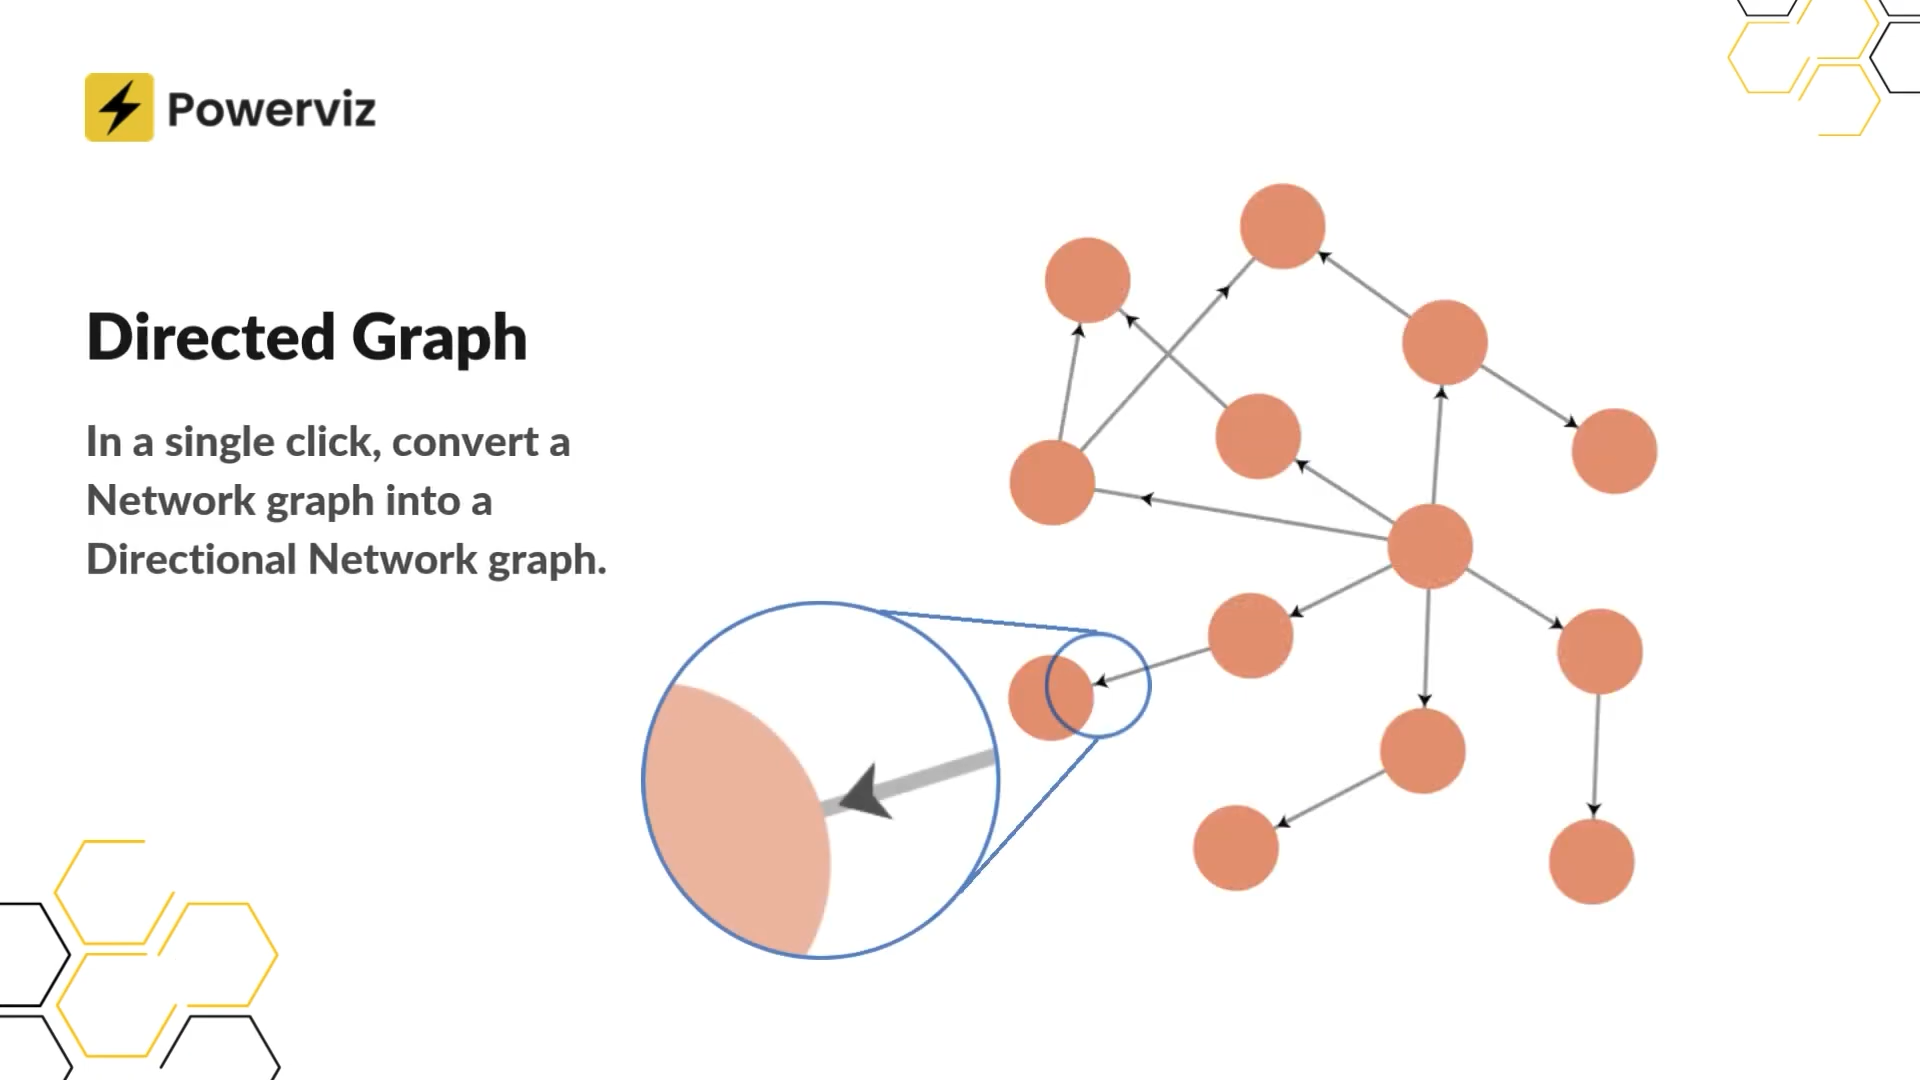 Powerviz
Directed Graph
In a single click, convert a
Network graph into a
Directional Network graph.